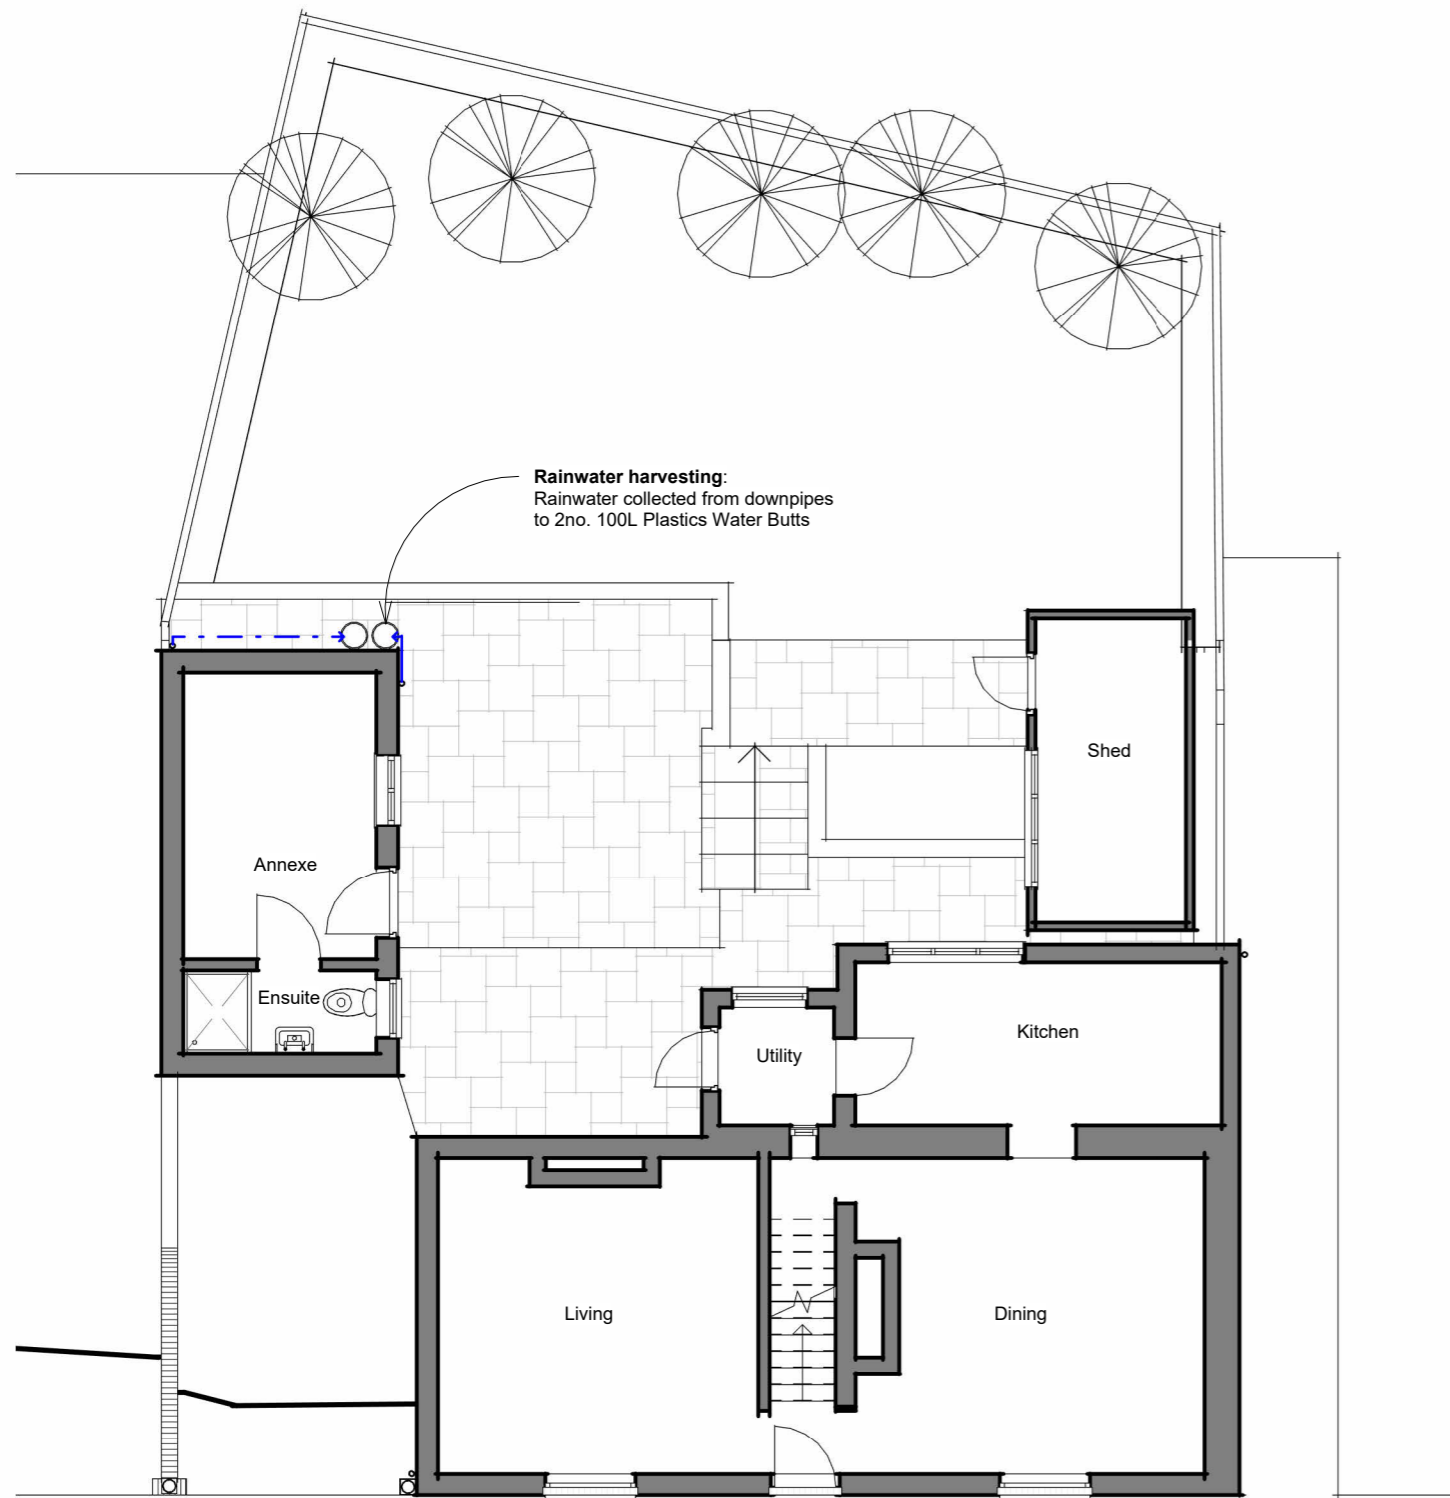 Rainwater harvesting:
Rainwater collected from downpipes
to 2no. 100L Plastics Water Butts
Shed
Annexe
Ensuite
Kitchen
Utility
Living
Dining